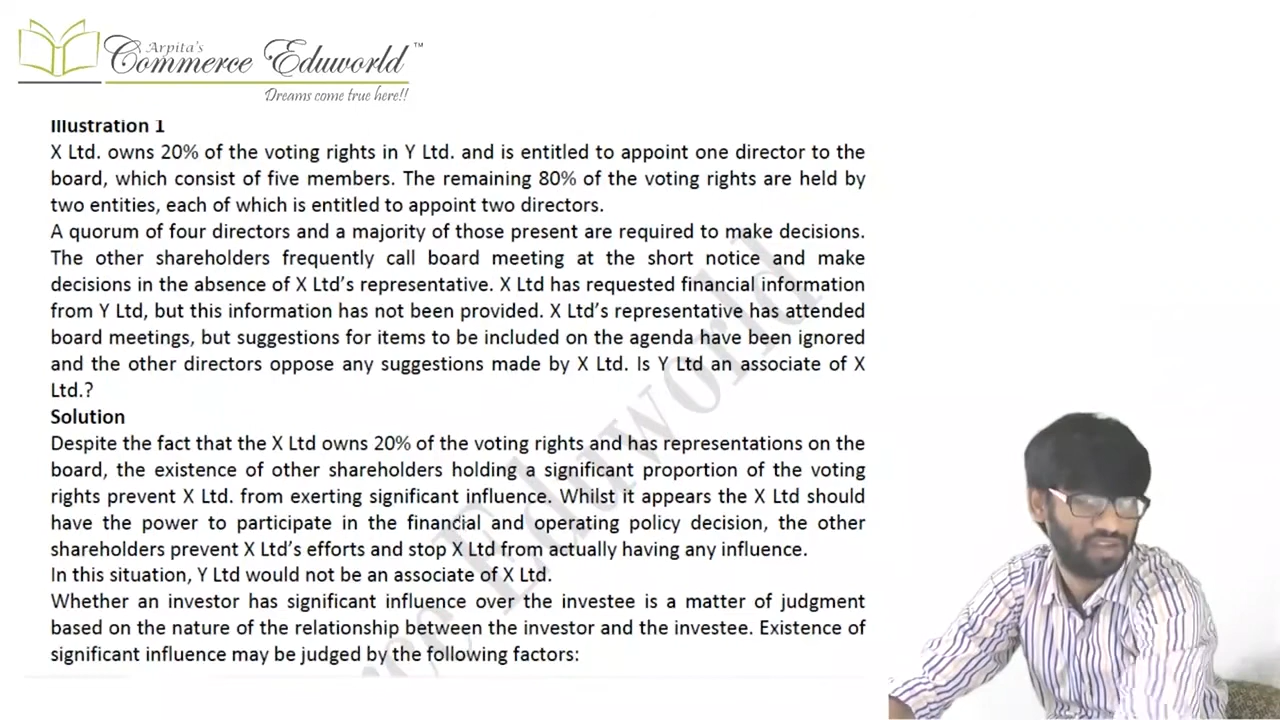 Arpita's
Commerce Eduworld™
Dreams come true here!!
Illustration 1
X Ltd. owns 20% of the voting rights in Y Ltd. and is entitled to appoint one director to the
board, which consist of five members. The remaining 80% of the voting rights are held by
two entities, each of which is entitled to appoint two directors.
A quorum of four directors and a majority of those present are required to make decisions.
The other shareholders frequently call board meeting at the short notice and make
decisions in the absence of X Ltd's representative. X Ltd has requested financial information
from Y Ltd, but this information has not been provided. X Ltd's representative has attended
board meetings, but suggestions for items to be included on the agenda have been ignored
and the other directors oppose any suggestions made by X Ltd. Is Y Ltd an associate of X
Ltd.?
Solution
Despite the fact that the X Ltd owns 20% of the voting rights and has representations on the
board, the existence of other shareholders holding a significant proportion of the voting
rights prevent X Ltd. from exerting significant influence. Whilst it appears the X Ltd should
have the power to participate in the financial and operating policy decision, the other
shareholders prevent X Ltd's efforts and stop X Ltd from actually having any influence.
In this situation, Y Ltd would not be an associate of X Ltd.
Whether an investor has significant influence over the investee is a matter of judgment
based on the nature of the relationship between the investor and the investee. Existence of
significant influence may be judged by the following factors: